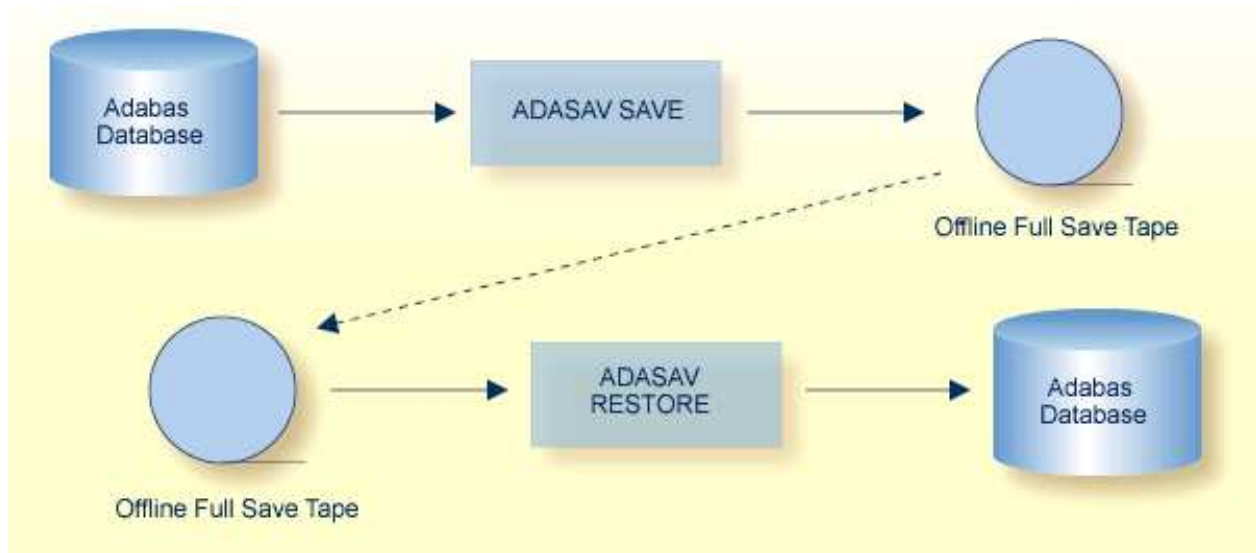 Adabas
Database
ADASAV SAVE
Offline Full Save Tape
Offline Full Save Tape
ADASAV
RESTORE
Adabas
Database